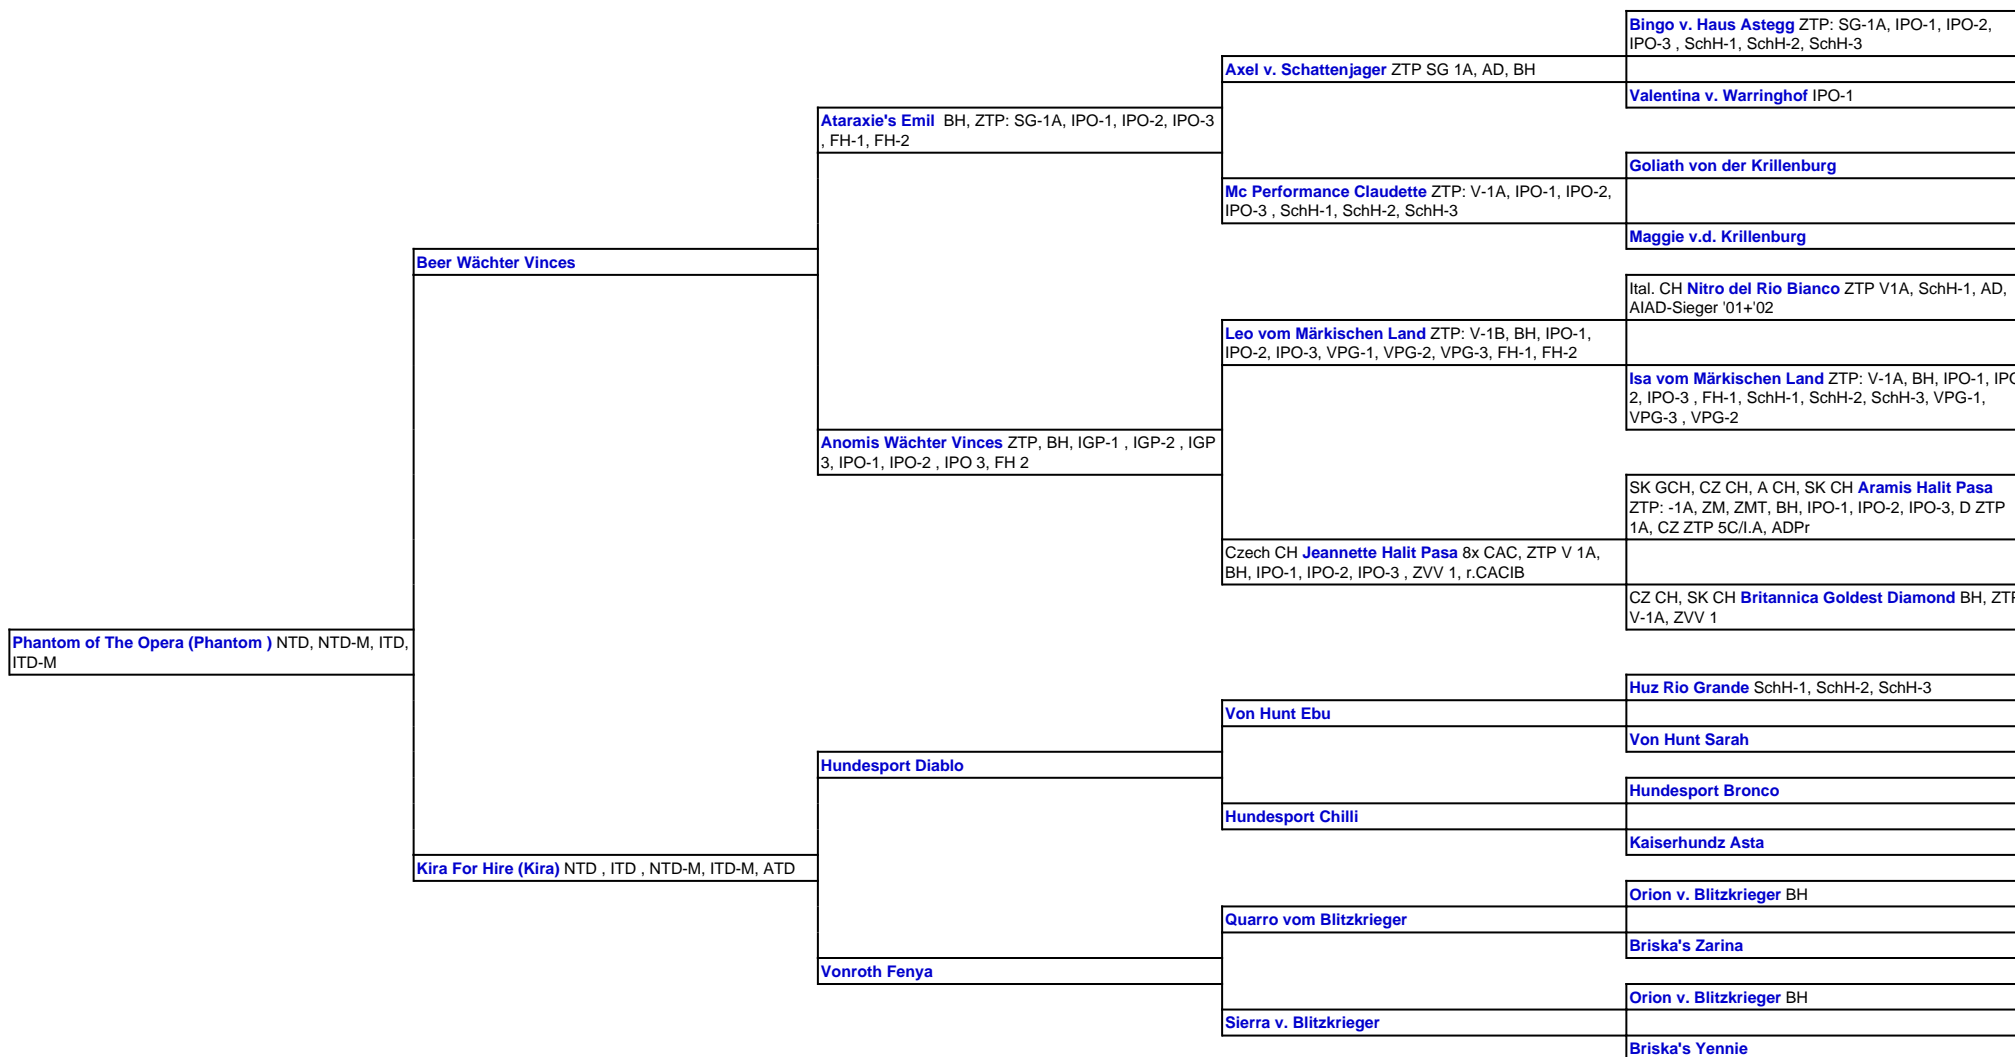 Bingo v. Haus Astegg ZTP: SG-1A, IPO-1, IPO-2,
IPO-3 , SchH-1, SchH-2, SchH-3
Axel v. Schattenjager ZTP SG 1A, AD, BH
Valentina v. Warringhof IPO-1
Ataraxie's Emil BH, ZTP: SG-1A, IPO-1, IPO-2, IPO-3
, FH-1, FH-2
Goliath von der Krillenburg
Mc Performance Claudette ZTP: V-1A, IPO-1, IPO-2,
IPO-3 , SchH-1, SchH-2, SchH-3
Maggie v.d. Krillenburg
Beer Wächter Vinces
Ital. CH Nitro del Rio Bianco ZTP V1A, SchH-1, AD,
AIAD-Sieger '01+'02
Leo vom Märkischen Land ZTP: V-1B, BH, IPO-1,
IPO-2, IPO-3, VPG-1, VPG-2, VPG-3, FH-1, FH-2
Isa vom Märkischen Land ZTP: V-1A, BH, IPO-1,
2, IPO-3 , FH-1, SchH-1, SchH-2, SchH-3, VPG-1,
VPG-3 , VPG-2
Anomis Wächter Vinces ZTP, BH, IGP-1 , IGP-2 , IGP
3, IPO-1, IPO-2 , IPO 3, FH 2
SK GCH, CZ CH, A CH, SK CH Aramis Halit Pasa
ZTP: -1A, ZM, ZMT, BH, IPO-1, IPO-2, IPO-3, D ZTP
1A, CZ ZTP 5C/I.A, ADPr
Czech CH Jeannette Halit Pasa 8x CAC, ZTP V 1A,
BH, IPO-1, IPO-2, IPO-3 , ZVV 1, r.CACIB
CZ CH, SK CH Britannica Goldest Diamond BH,
V-1A, ZVV 1
Phantom of The Opera (Phantom ) NTD, NTD-M, ITD,
ITD-M
Huz Rio Grande SchH-1, SchH-2, SchH-3
Von Hunt Ebu
Von Hunt Sarah
Hundesport Diablo
Hundesport Bronco
Hundesport Chilli
Kaiserhundz Asta
Kira For Hire (Kira) NTD , ITD , NTD-M, ITD-M, ATD
Orion v. Blitzkrieger BH
Quarro vom Blitzkrieger
Briska's Zarina
Vonroth Fenya
Orion v. Blitzkrieger BH
Sierra v. Blitzkrieger
Briska's Yennie